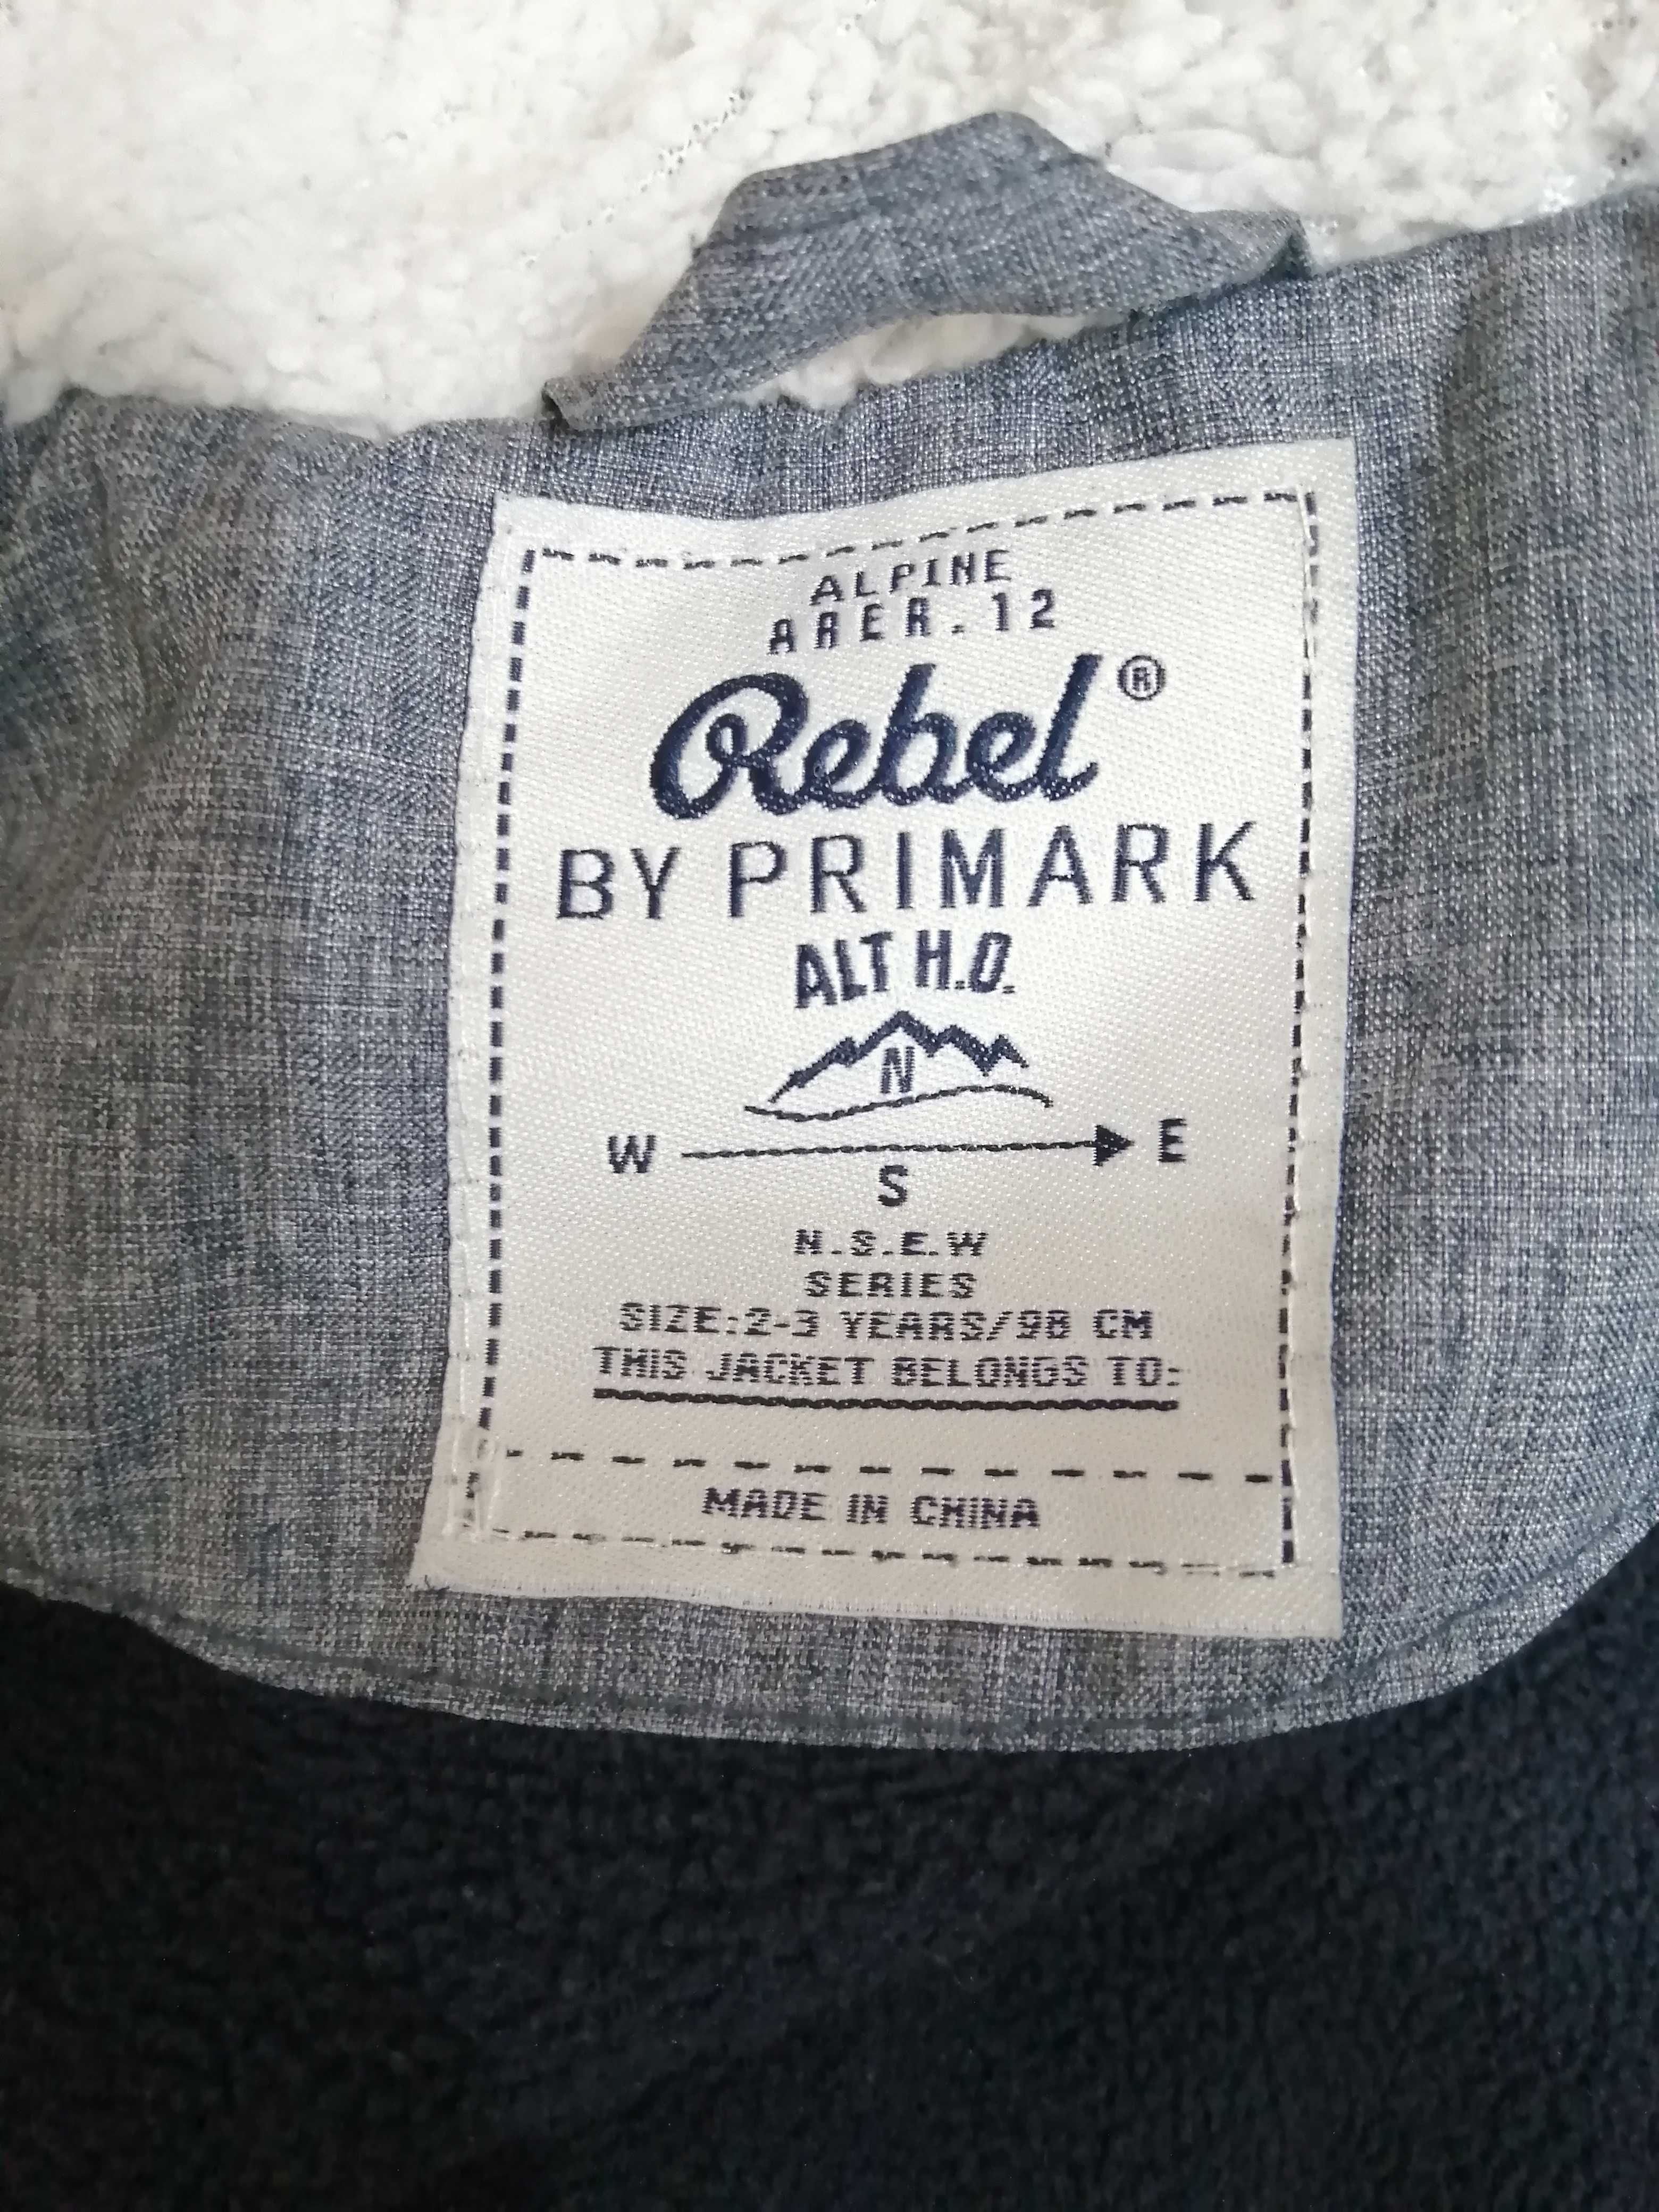 ALPINE
ARER.12
Rebel ®
BY PRIMARK
ALT H.Q.
N
W E
S
N.S.E.W
SERIES
SIZE:2-3 YEARS/98 CM
THIS JACKET BELONGS TO:
MADE IN CHINA